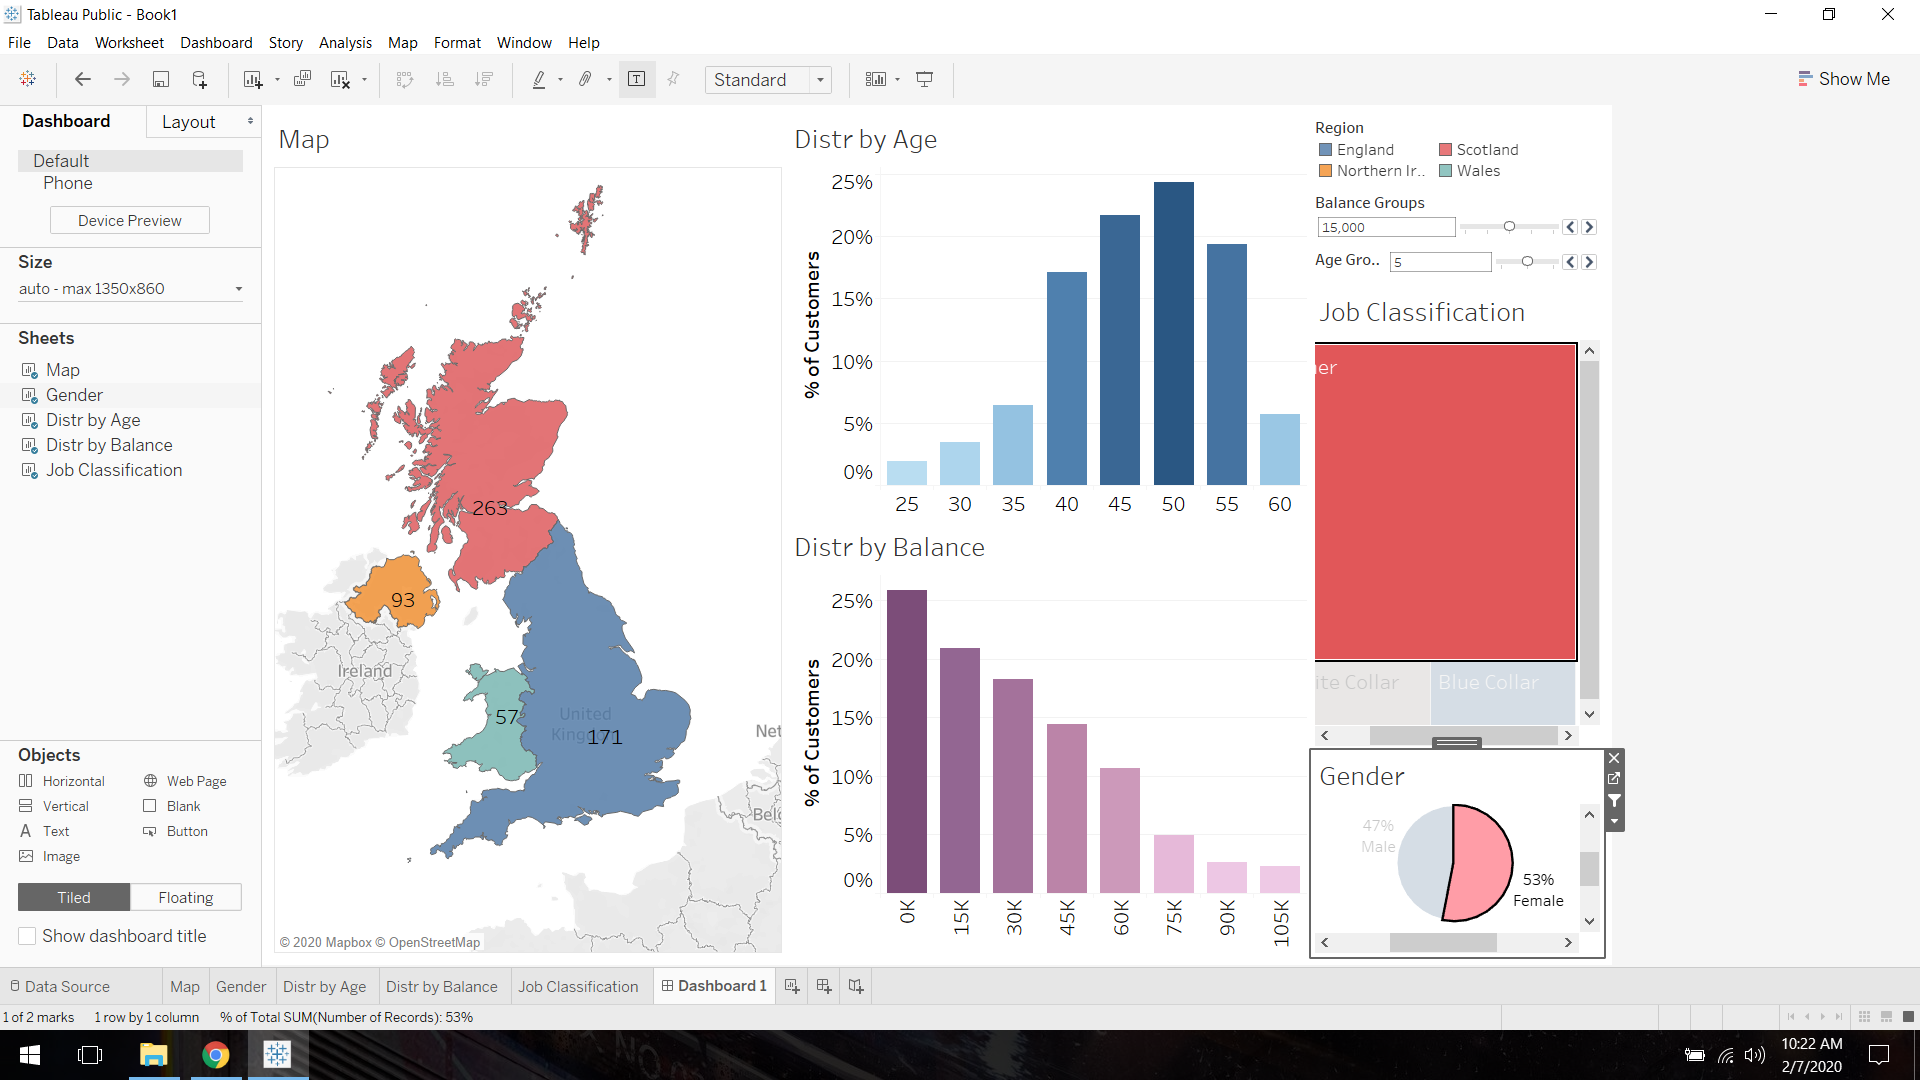 Tableau Public - Book1
File Data Worksheet Dashboard Story Analysis Map Format Window Help
Standard
Show Me
Dashboard
Layout
Default
Phone
Device Preview
Size
auto - max 1350x860
Sheets
Map
Gender
Distr by Age
Distr by Balance
Job Classification
Objects
Horizontal Web Page
Vertical Blank
A Text Button
Image
Tiled Floating
Show dashboard title
Map
263
93
57
171
Ireland
United
Net
Belg
© 2020 Mapbox © OpenStreetMap
Distr by Age
% of Customers
25%
20%
15%
10%
5%
0%
25 30 35 40 45 50 55 60
Distr by Balance
% of Customers
25%
20%
15%
10%
5%
0%
0K 15K 30K 45K 60K 75K 90K 105K
Region
England Scotland
Northern Ir.. Wales
Balance Groups
15,000
Age Gro.. 5
Job Classification
her
ite Collar Blue Collar
Gender
47%
Male
53%
Female
Data Source Map Gender Distr by Age Distr by Balance Job Classification Dashboard 1
1 of 2 marks 1 row by 1 column % of Total SUM(Number of Records): 53%
10:22 AM
2/7/2020